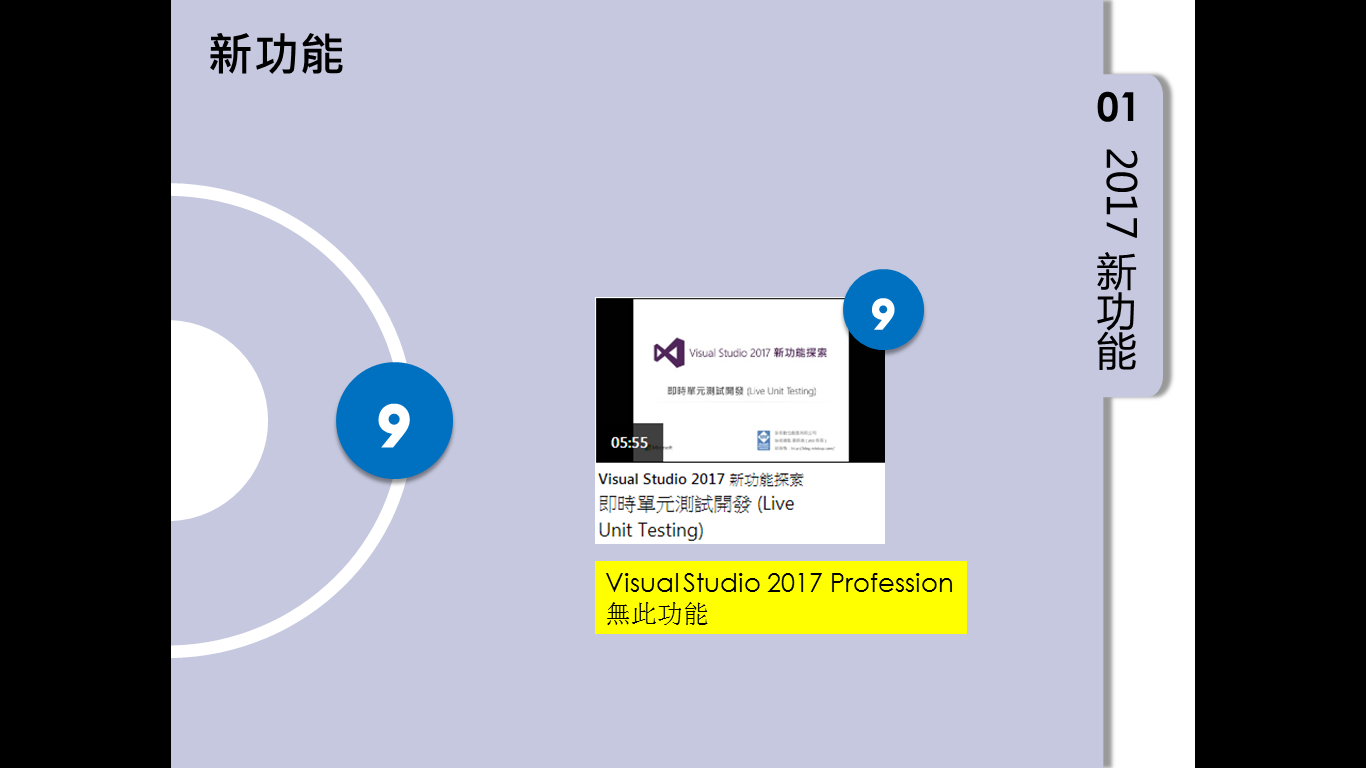 新功能
01
2017 新功能
9
9
Visual Studio 2017 新功能探索
即時單元測試開發 (Live Unit Testing)
05:55
Visual Studio 2017 新功能探索
即時單元測試開發 (Live
Unit Testing)
Visual Studio 2017 Profession
無此功能